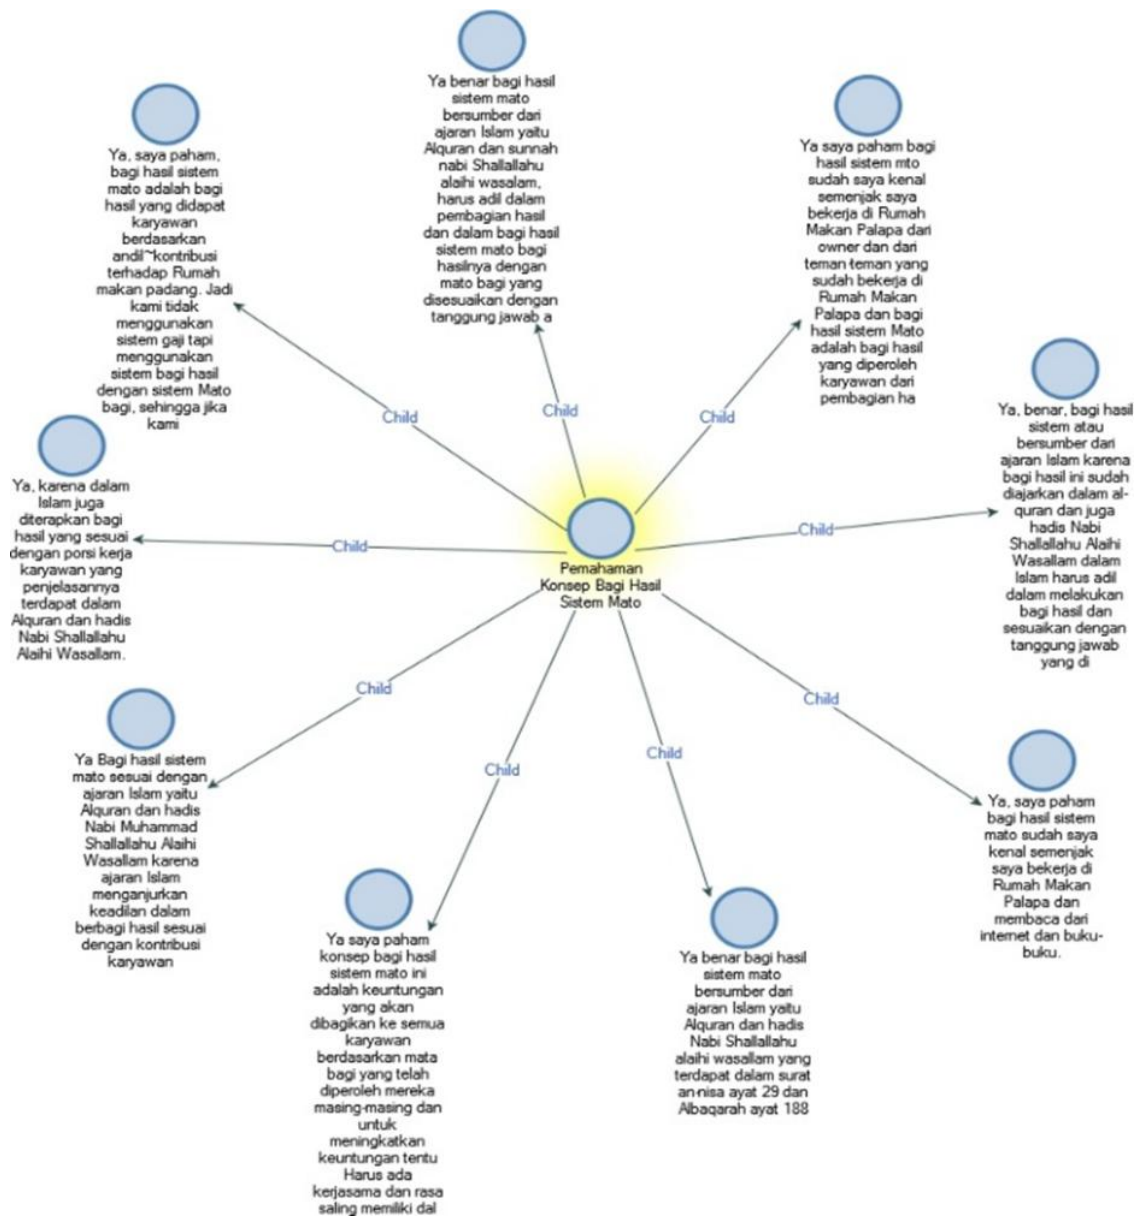 Ya benar bagi hasil
sistem mato
bersumber dari
ajaran Islam yaitu
Alquran dan sunnah
nabi Shallallahu
alaihi wasalam,
harus adil dalam
pembagian hasil
dan dalam bagi hasil
sistem mato bagi
hasilnya dengan
mato bagi yang
disesuaikan dengan
tanggung jawab a
Ya, saya paham,
bagi hasil sistem
mato adalah bagi
hasil yang didapat
karyawan
berdasarkan
andil~kontribusi
terhadap Rumah
makan padang. Jadi
kami tidak
menggunakan
sistem gaji tapi
menggunakan
sistem bagi hasil
dengan sistem Mato
bagi, sehingga jika
kami
Ya saya paham bagi
hasil sistem mto
sudah saya kenal
semenjak saya
bekerja di Rumah
Makan Palapa dari
owner dan dari
teman-teman yang
sudah bekerja di
Rumah Makan
Palapa dan bagi
hasil sistem Mato
adalah bagi hasil
yang diperoleh
karyawan dari
pembagian ha
Ya, benar, bagi hasil
sistem atau
bersumber dari
ajaran Islam karena
bagi hasil ini sudah
diajarkan dalam al-
quran dan juga
hadis Nabi
Shallallahu Alaihi
Wasallam dalam
Islam harus adil
dalam melakukan
bagi hasil dan
sesuaikan dengan
tanggung jawab
yang di
Child
Child
Child
Ya, karena dalam
Islam juga
diterapkan bagi
hasil yang sesuai
dengan porsi kerja
karyawan yang
penjelasannya
terdapat dalam
Alquran dan hadis
Nabi Shallallahu
Alaihi Wasallam.
Child
Child
Pemahaman
Konsep Bagi Hasil
Sistem Mato
Child
Child
Child
Child
Ya Bagi hasil sistem
mato sesuai dengan
ajaran Islam yaitu
Alquran dan hadis
Nabi Muhammad
Shallallahu Alaihi
Wasallam karena
ajaran Islam
menganjurkan
keadilan dalam
berbagi hasil sesuai
dengan kontribusi
karyawan
Ya saya paham
konsep bagi hasil
sistem mato ini
adalah keuntungan
yang akan
dibagikan ke semua
karyawan
berdasarkan mata
bagi yang telah
diperoleh mereka
masing-masing dan
untuk
meningkatkan
keuntungan tentu
Harus ada
kerjasama dan rasa
saling memiliki dal
Ya benar bagi hasil
sistem mato
bersumber dari
ajaran Islam yaitu
Alquran dan hadis
Nabi Shallallahu
alaihi wasallam yang
terdapat dalam surat
an-nisa ayat 29 dan
Albaqarah ayat 188
Ya, saya paham
bagi hasil sistem
mato sudah saya
kenal semenjak
saya bekerja di
Rumah Makan
Palapa dan
membaca dari
internet dan buku-
buku.